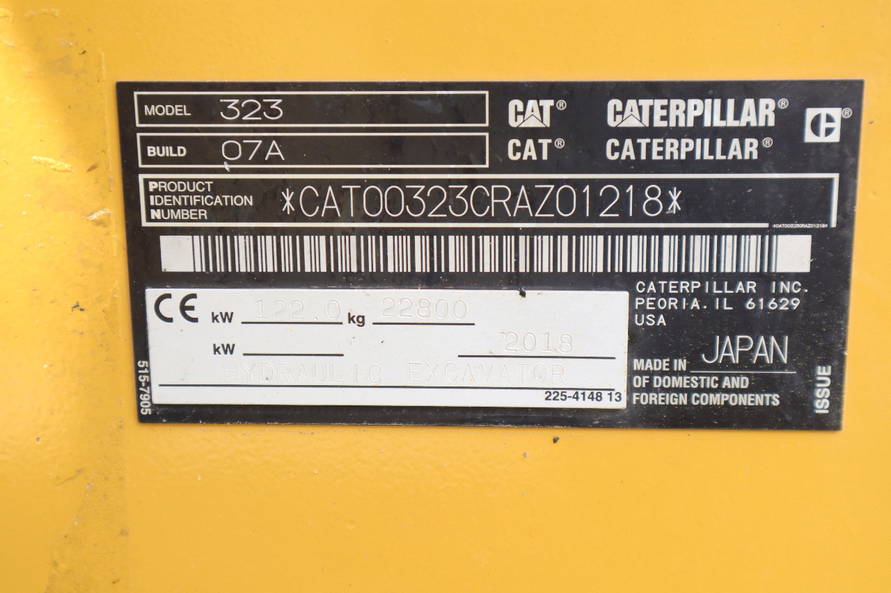 MODEL 323
BUILD 07A
CAT® CATERPILLAR® C®
CAT® CATERPILLAR®
PRODUCT IDENTIFICATION NUMBER *CAT00323CRAZ01218*
*CAT00323CRAZ01218*
CE kW 122.0 kg 22800
kW 2018
HYDRAULIC EXCAVATOR
225-4148 13
CATERPILLAR INC.
PEORIA. IL 61629
USA
MADE IN JAPAN
OF DOMESTIC AND
FOREIGN COMPONENTS
515-7905
ISSUE